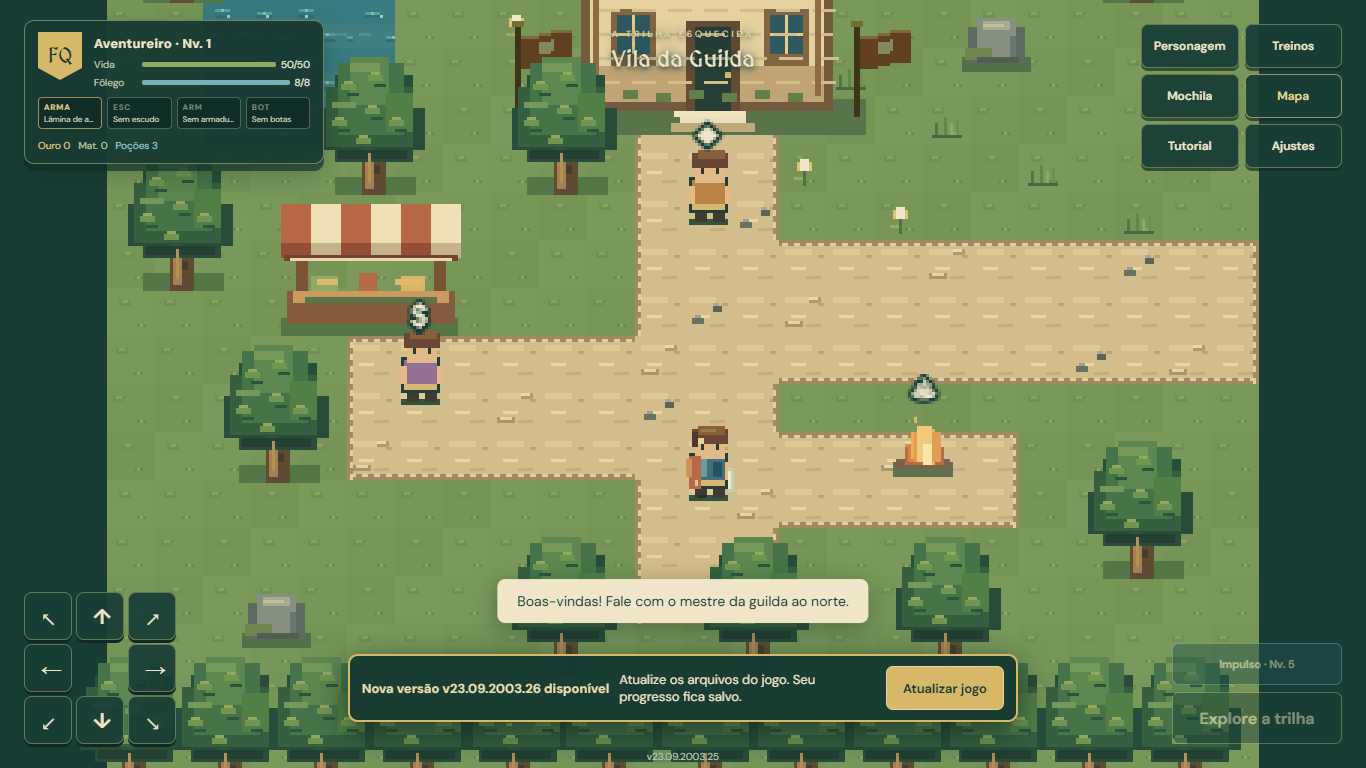 FQ
Aventureiro · Nv. 1
Vida 50/50
Fôlego 8/8
ARMA ESC ARM BOT
Lâmina de a... Sem escudo Sem armadu... Sem botas
Ouro 0 Mat. 0 Poções 3
A TRILHA ESQUECIDA
Vila da Guilda
Personagem Treinos
Mochila Mapa
Tutorial Ajustes
$
Boas-vindas! Fale com o mestre da guilda ao norte.
Nova versão v23.09.2003.26 disponível
Atualize os arquivos do jogo. Seu
progresso fica salvo.
Atualizar jogo
Impulso · Nv. 5
Explore a trilha
v23.09.2003.25